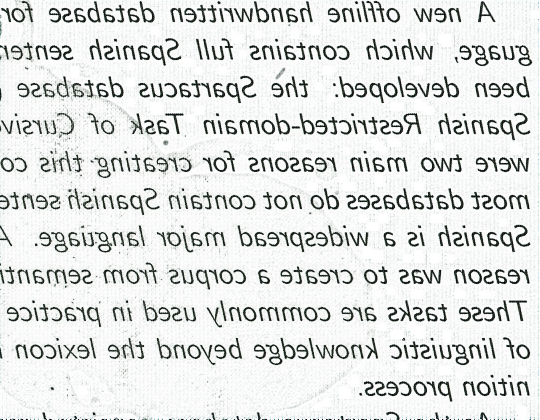 A new offline handwritten database for
guage, which contains full Spanish senten
been developed: the Spartacus database
Spanish Restricted-domain Task of Cursiv
were two main reasons for creating this co
most databases do not contain Spanish sente
Spanish is a widespread major language. A
reason was to create a corpus from semanti
These tasks are commonly used in practice
of linguistic knowledge beyond the lexicon
nition process.